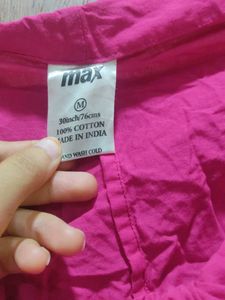 max
M
30inch/76cms
100% COTTON
MADE IN INDIA
HAND WASH COLD